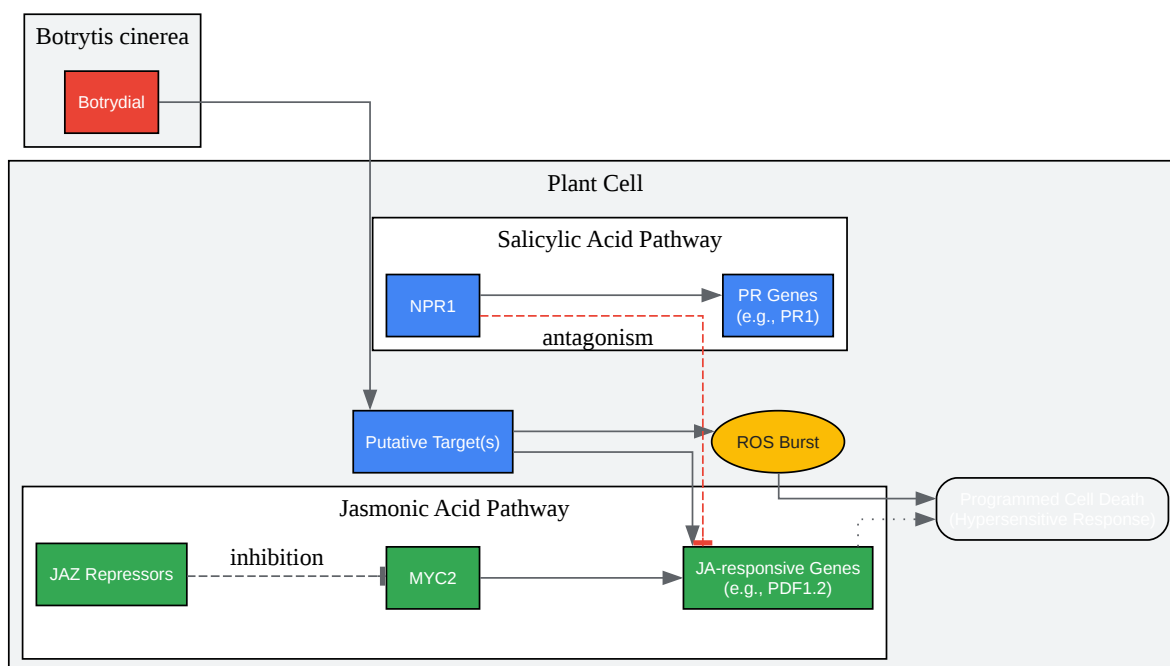 Botrytis cinerea
Botrydial
Plant Cell
Salicylic Acid Pathway
NPR1
PR Genes
(e.g., PR1)
antagonism
Putative Target(s)
ROS Burst
Programmed Cell Death
(Hypersensitive Response)
Jasmonic Acid Pathway
JAZ Repressors
inhibition
MYC2
JA-responsive Genes
(e.g., PDF1.2)